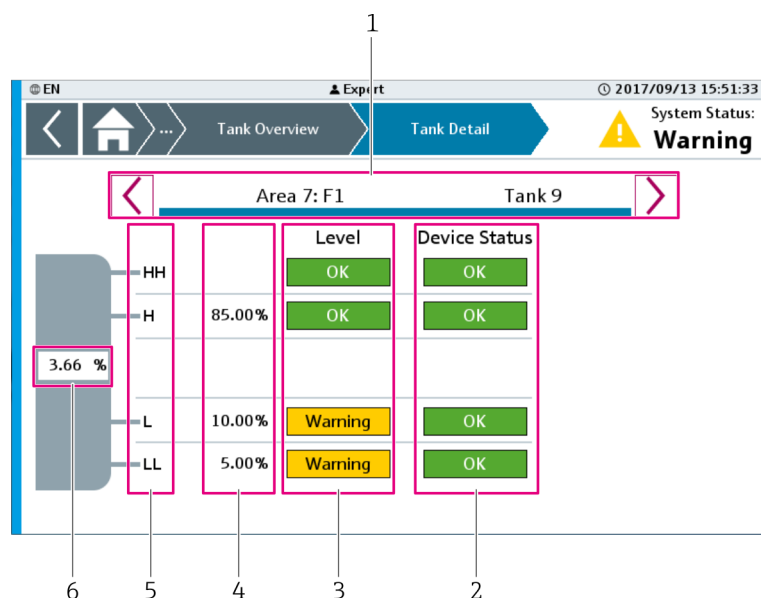 1
EN Expert 2017/09/13 15:51:33
... Tank Overview Tank Detail System Status:
Warning
Area 7: F1 Tank 9
Level Device Status
HH OK OK
H 85.00% OK OK
3.66 %
L 10.00% Warning OK
LL 5.00% Warning OK
6 5 4 3 2